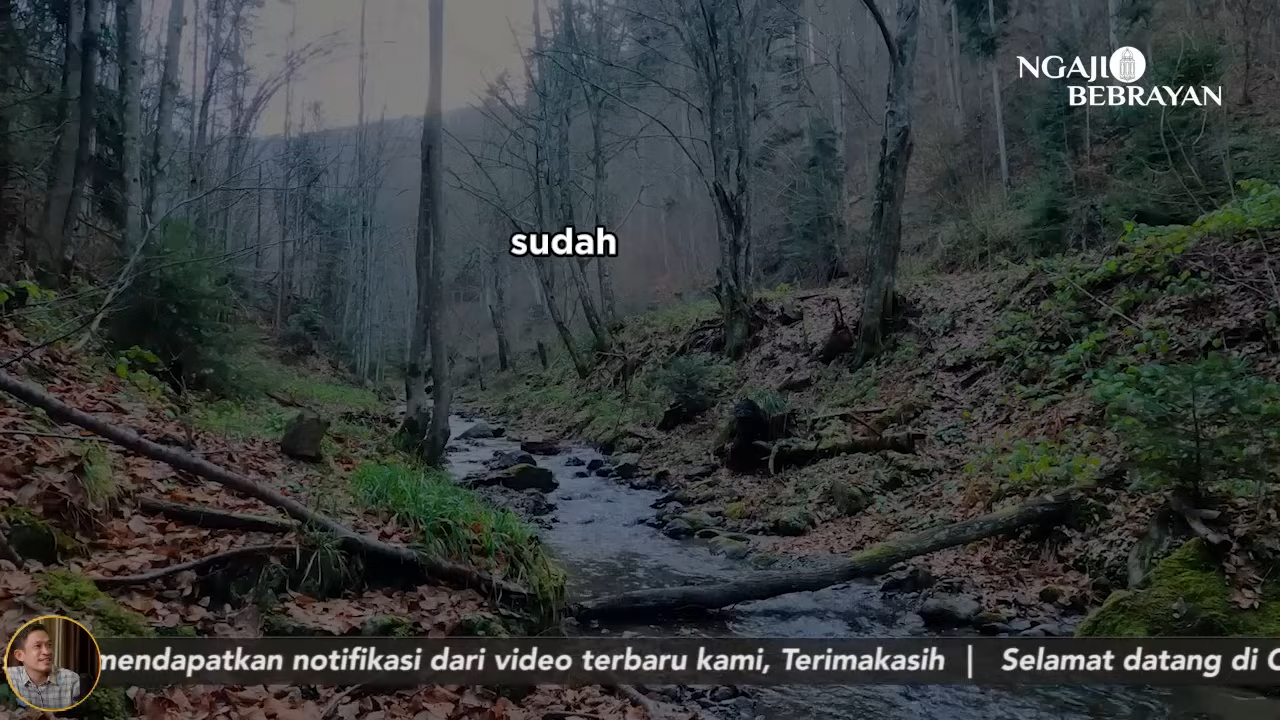 NGAJI
BEBRAYAN
sudah
mendapatkan notifikasi dari video terbaru kami, Terimakasih | Selamat datang di